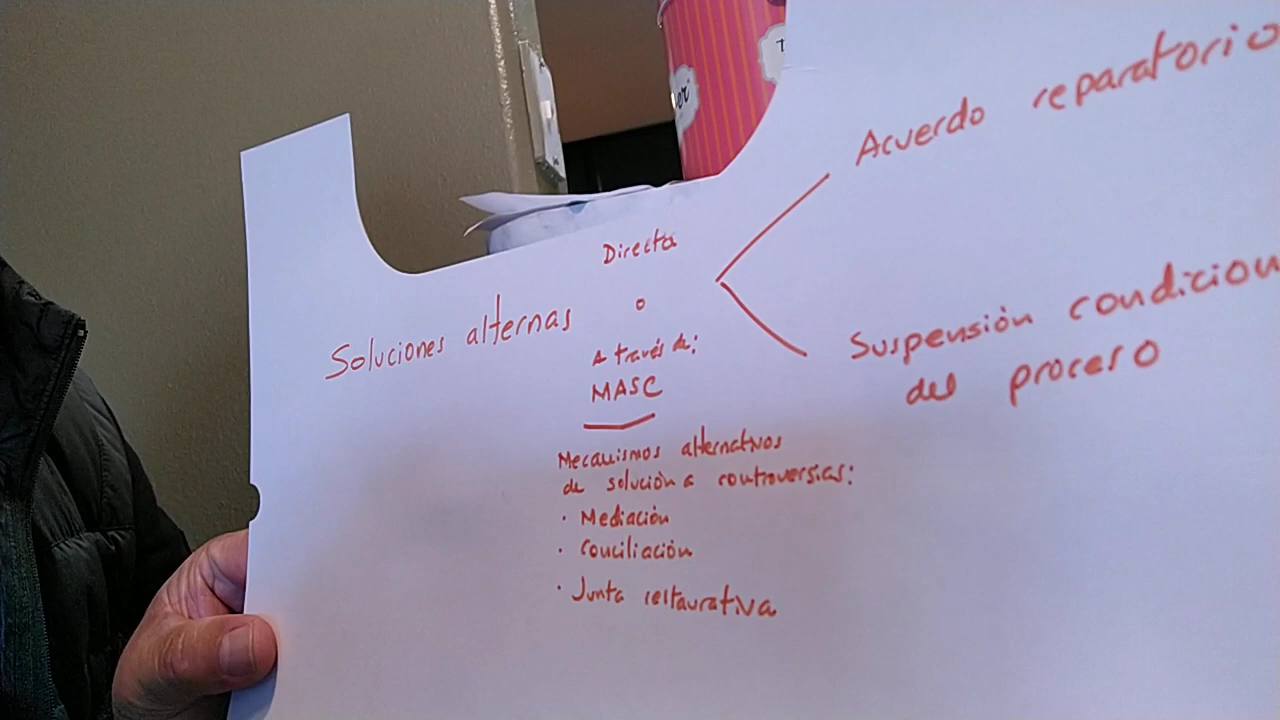 Acuerdo reparatorio
Directa
Soluciones alternas
o
A través de:
MASC
Suspensión condicion
del proceso
Mecanismos alternativos
de solución a controversias:
· Mediación
· Conciliación
· Junta restaurativa